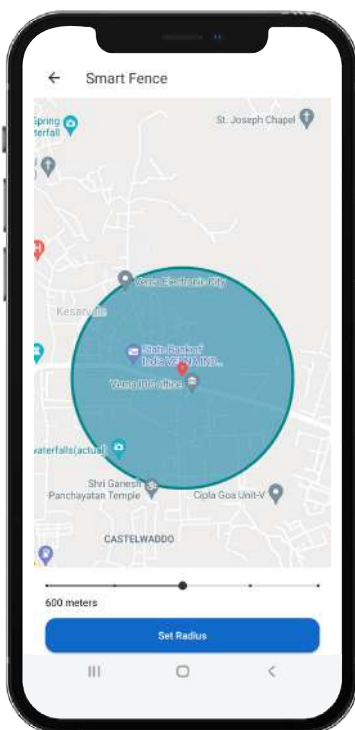 Smart Fence
Spring
terfall
St. Joseph Chapel
Verna Electronic City
Kesarvale
State Bank of
India VERNA IND...
Verna IDC office
waterfalls(actual)
Shri Ganesh
Panchayatan Temple
Cipla Goa Unit-V
CASTELWADDO
600 meters
Set Radius